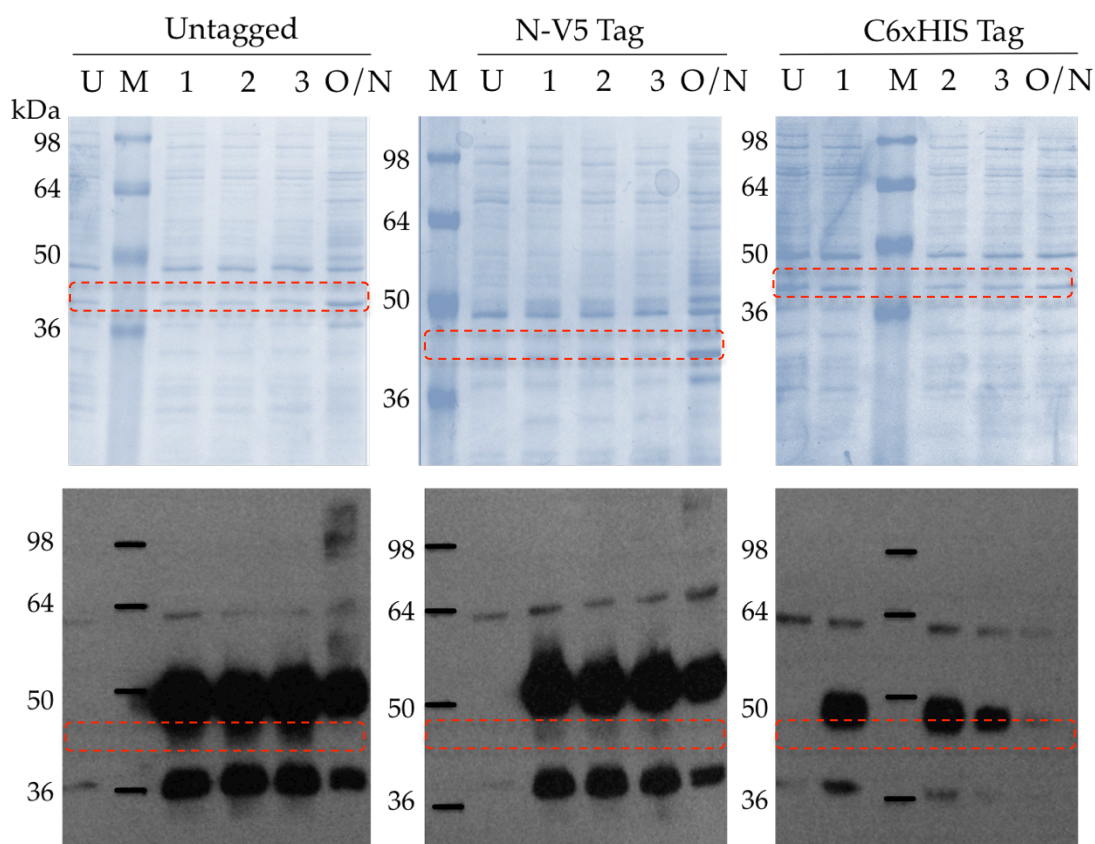 Untagged N-V5 Tag C6xHIS Tag
U M 1 2 3 O/N M U 1 2 3 O/N U 1 M 2 3 O/N
kDa
98 98 98
64 64 64
50 50 50
36 36 36
98 98 98
64 64 64
50 50 50
36 36 36